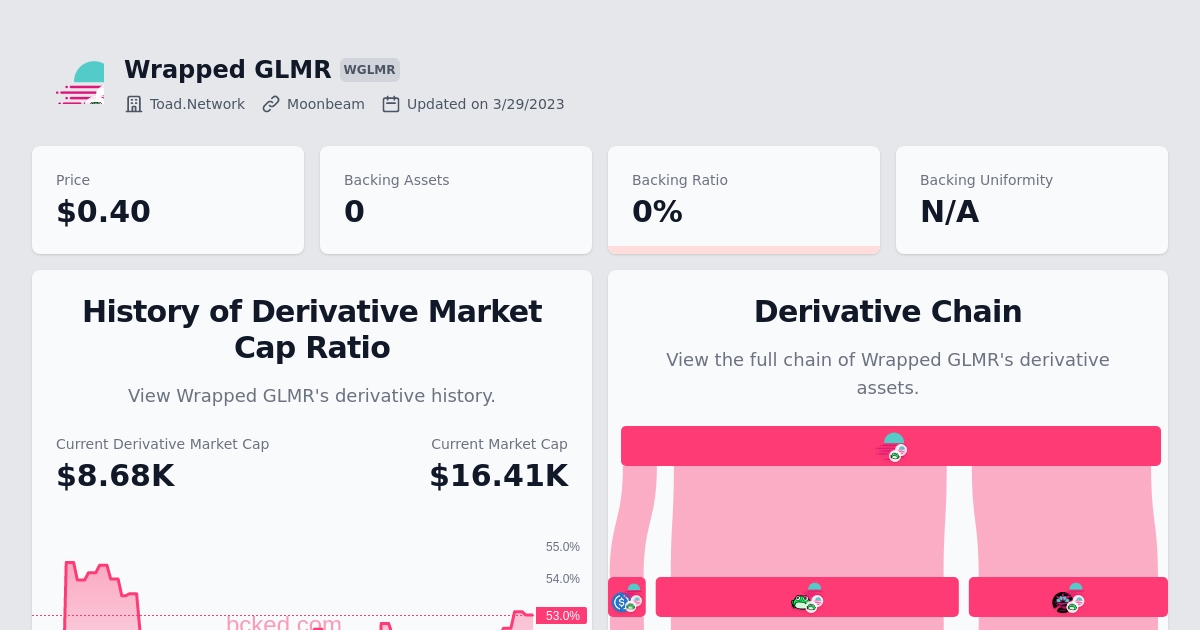 Wrapped GLMR WGLMR
Toad.Network Moonbeam Updated on 3/29/2023
Price
$0.40
Backing Assets
0
Backing Ratio
0%
Backing Uniformity
N/A
History of Derivative Market
Cap Ratio
View Wrapped GLMR's derivative history.
Current Derivative Market Cap
$8.68K
Current Market Cap
$16.41K
55.0%
54.0%
53.0%
bcked.com
Derivative Chain
View the full chain of Wrapped GLMR's derivative
assets.